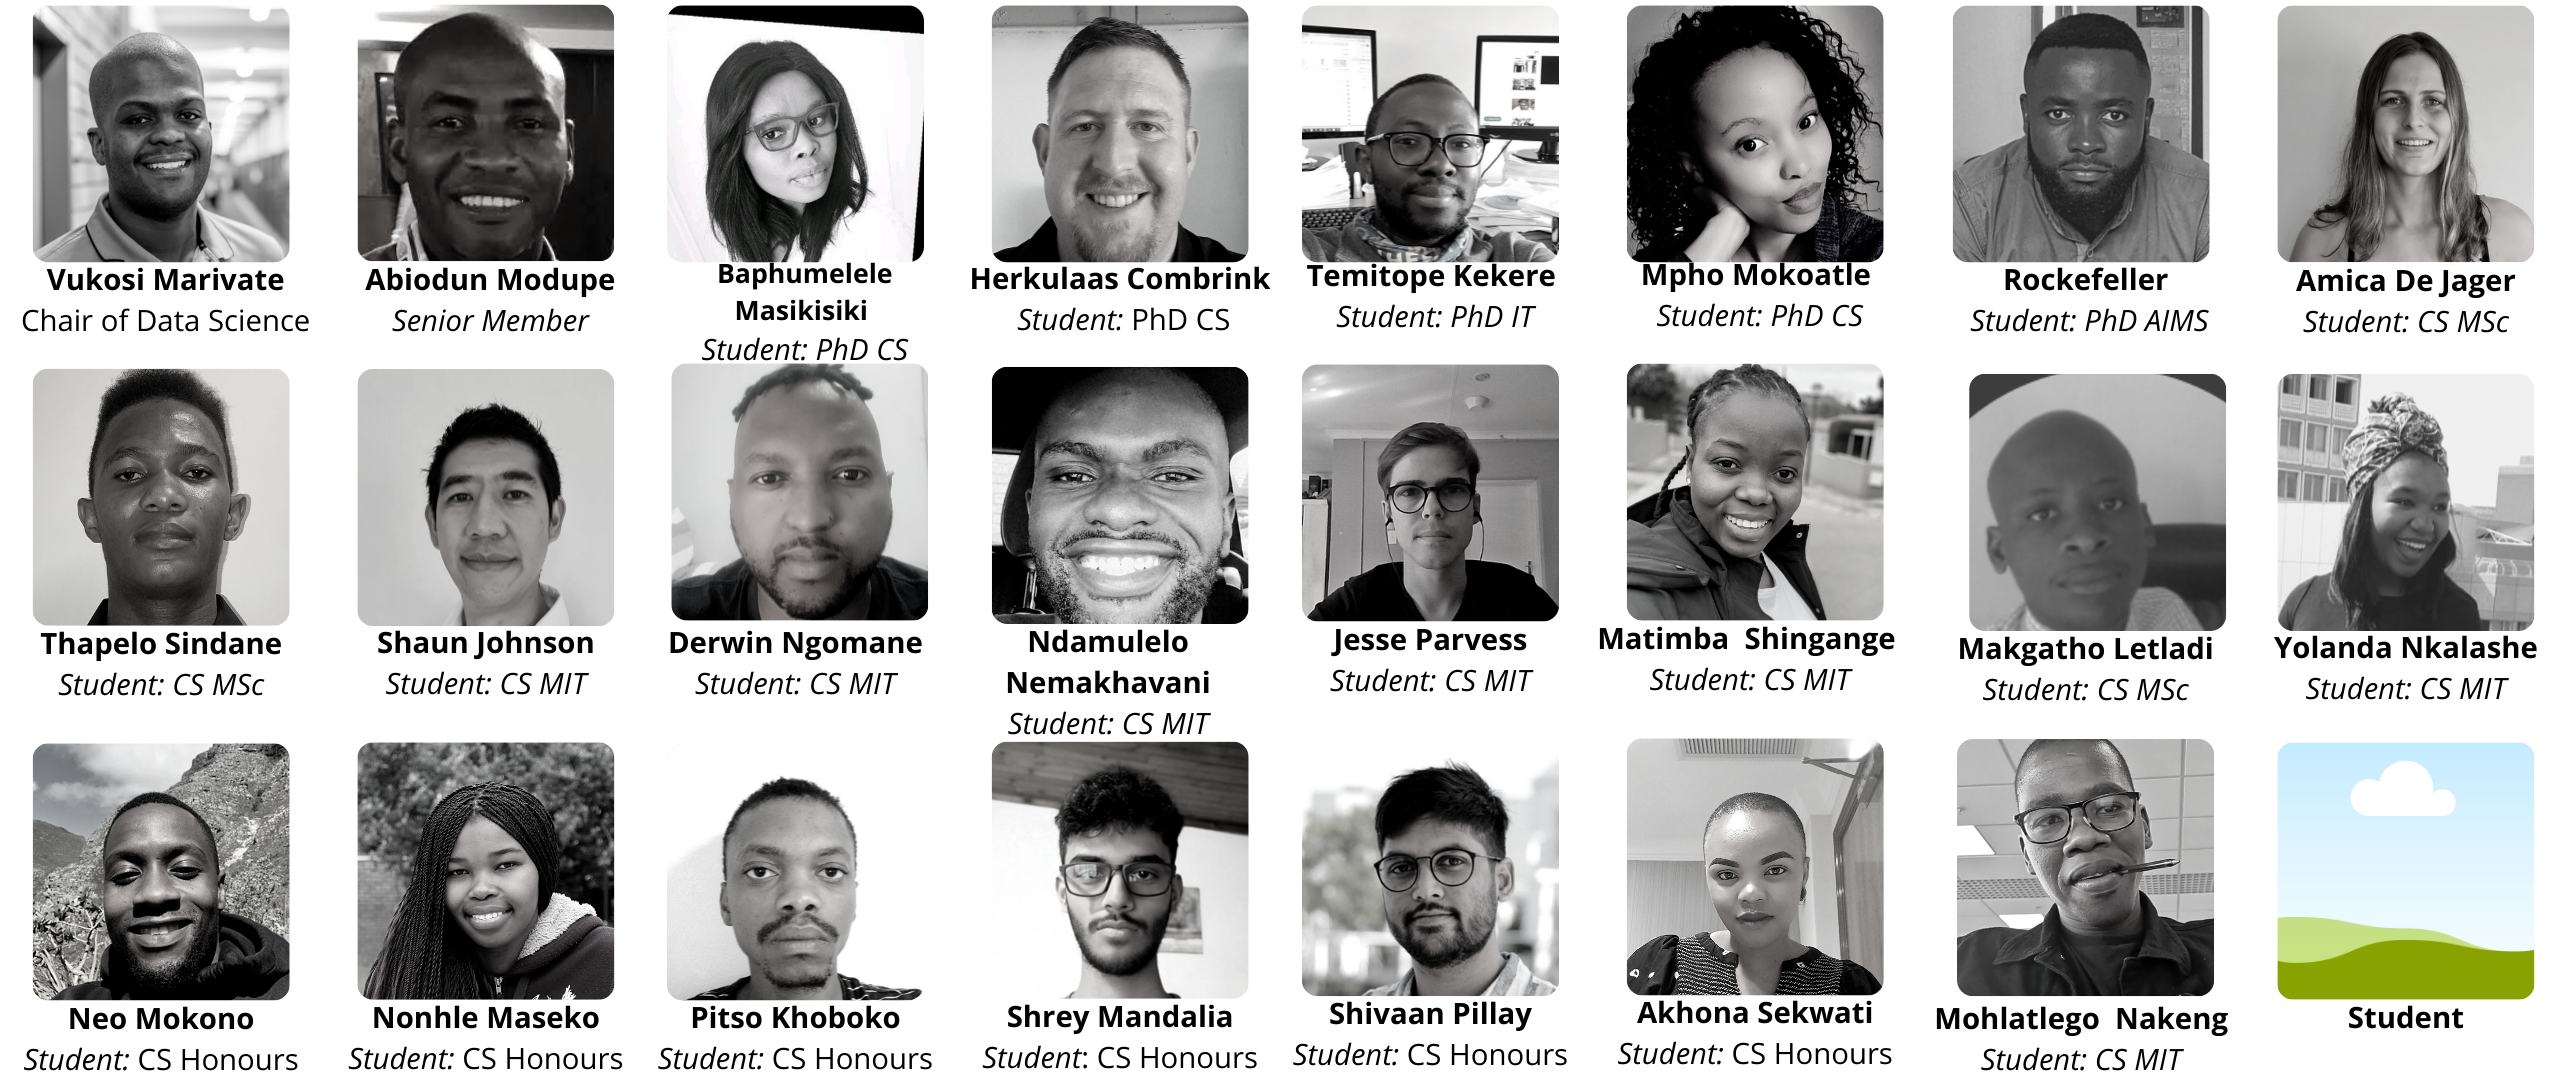 Vukosi Marivate
Chair of Data Science
Abiodun Modupe
Senior Member
Baphumelele
Masikisiki
Student: PhD CS
Herkulaas Combrink
Student: PhD CS
Temitope Kekere
Student: PhD IT
Mpho Mokoatle
Student: PhD CS
Rockefeller
Student: PhD AIMS
Amica De Jager
Student: CS MSc
Thapelo Sindane
Student: CS MSc
Shaun Johnson
Student: CS MIT
Derwin Ngomane
Student: CS MIT
Ndamulelo
Nemakhavani
Student: CS MIT
Jesse Parvess
Student: CS MIT
Matimba  Shingange
Student: CS MIT
Makgatho Letladi
Student: CS MSc
Yolanda Nkalashe
Student: CS MIT
Neo Mokono
Student: CS Honours
Nonhle Maseko
Student: CS Honours
Pitso Khoboko
Student: CS Honours
Shrey Mandalia
Student: CS Honours
Shivaan Pillay
Student: CS Honours
Akhona Sekwati
Student: CS Honours
Mohlatlego  Nakeng
Student: CS MIT
Student